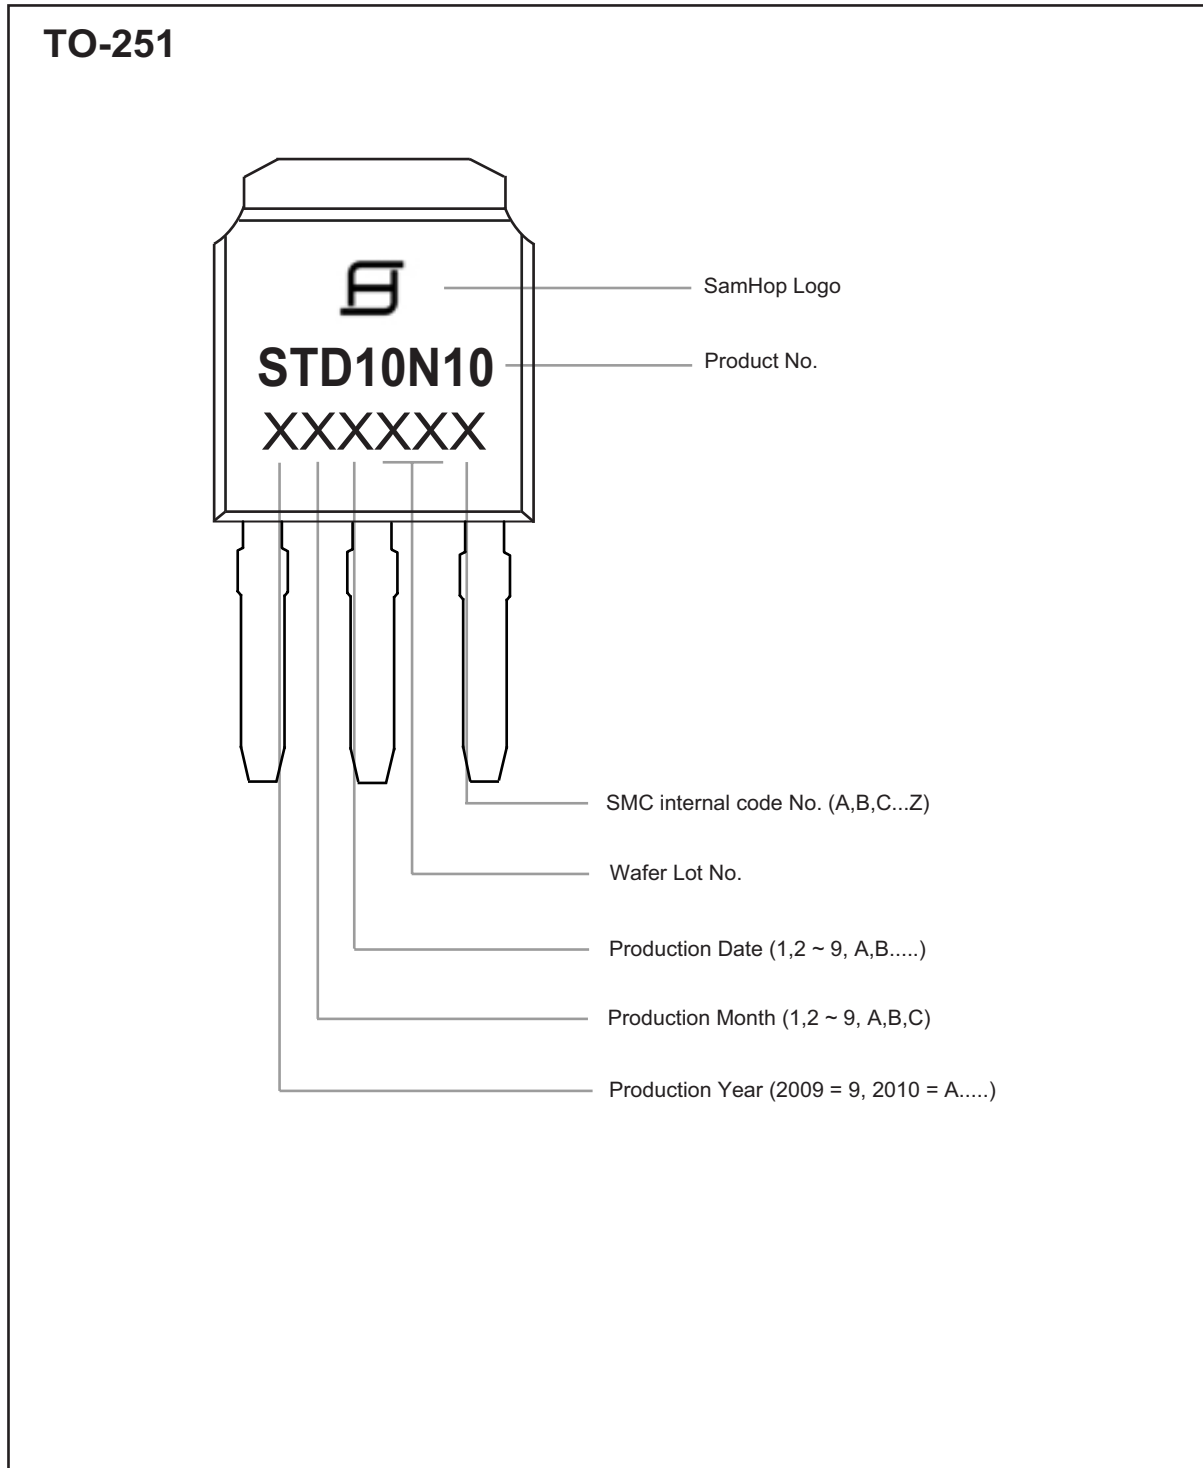 TO-251
SamHop Logo
STD10N10
Product No.
XXXXXX
SMC internal code No. (A,B,C...Z)
Wafer Lot No.
Production Date (1,2 ~ 9, A,B.....)
Production Month (1,2 ~ 9, A,B,C)
Production Year (2009 = 9, 2010 = A.....)